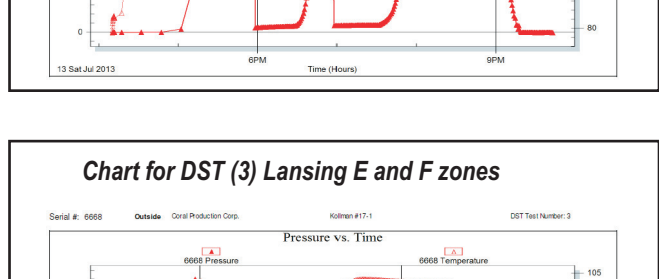 0
80
6PM
9PM
13 Sat Jul 2013
Time (Hours)
Chart for DST (3) Lansing E and F zones
Serial #: 6668 Outside Coral Production Corp. Kollman #17-1 DST Test Number: 3
Pressure vs. Time
6668 Pressure 6668 Temperature
105